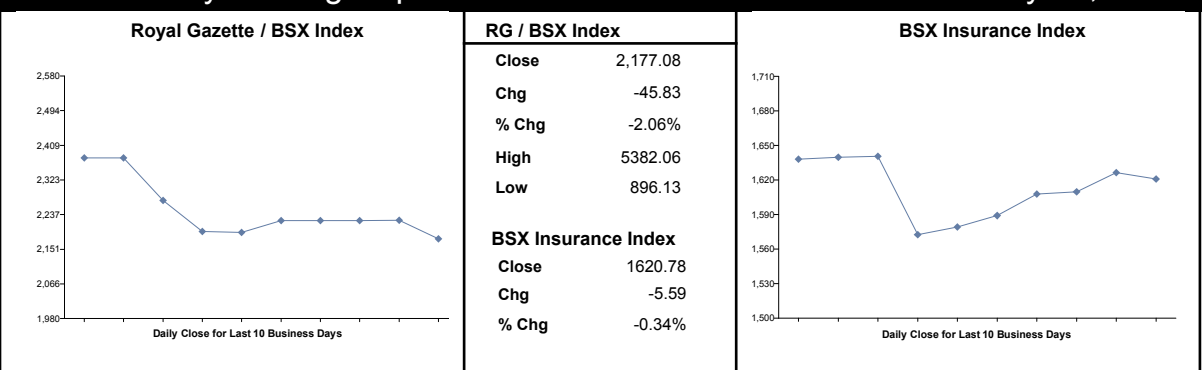 Royal Gazette / BSX Index
2,580
2,494
2,409
2,323
2,237
2,151
2,066
1,980
Daily Close for Last 10 Business Days
RG / BSX Index
Close 2,177.08
Chg -45.83
% Chg -2.06%
High 5382.06
Low 896.13
BSX Insurance Index
Close 1620.78
Chg -5.59
% Chg -0.34%
BSX Insurance Index
1,710
1,680
1,650
1,620
1,590
1,560
1,530
1,500
Daily Close for Last 10 Business Days